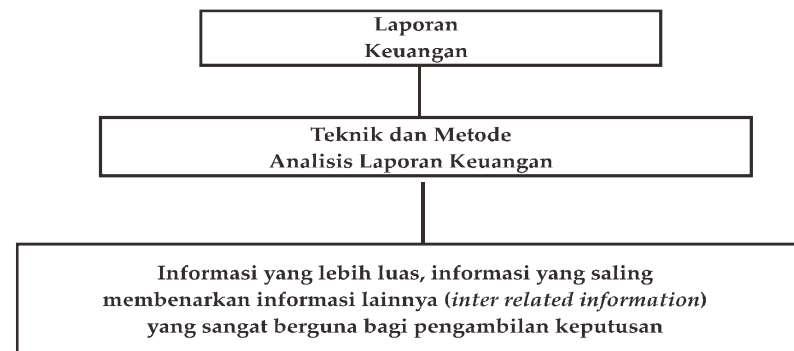 Laporan
Keuangan
Teknik dan Metode
Analisis Laporan Keuangan
Informasi yang lebih luas, informasi yang saling
membenarkan informasi lainnya (inter related information)
yang sangat berguna bagi pengambilan keputusan